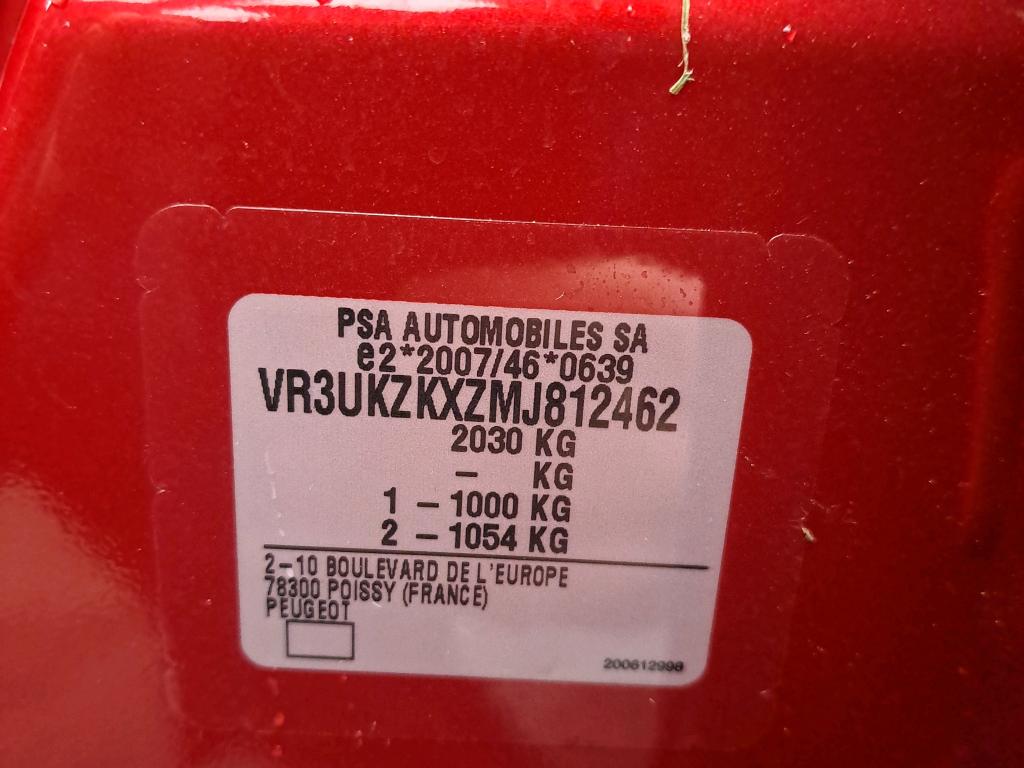 PSA AUTOMOBILES SA
e2*2007/46*0639
VR3UKZKXZMJ812462
2030 KG
– KG
1 – 1000 KG
2 – 1054 KG
2–10 BOULEVARD DE L'EUROPE
78300 POISSY (FRANCE)
PEUGEOT
200612998